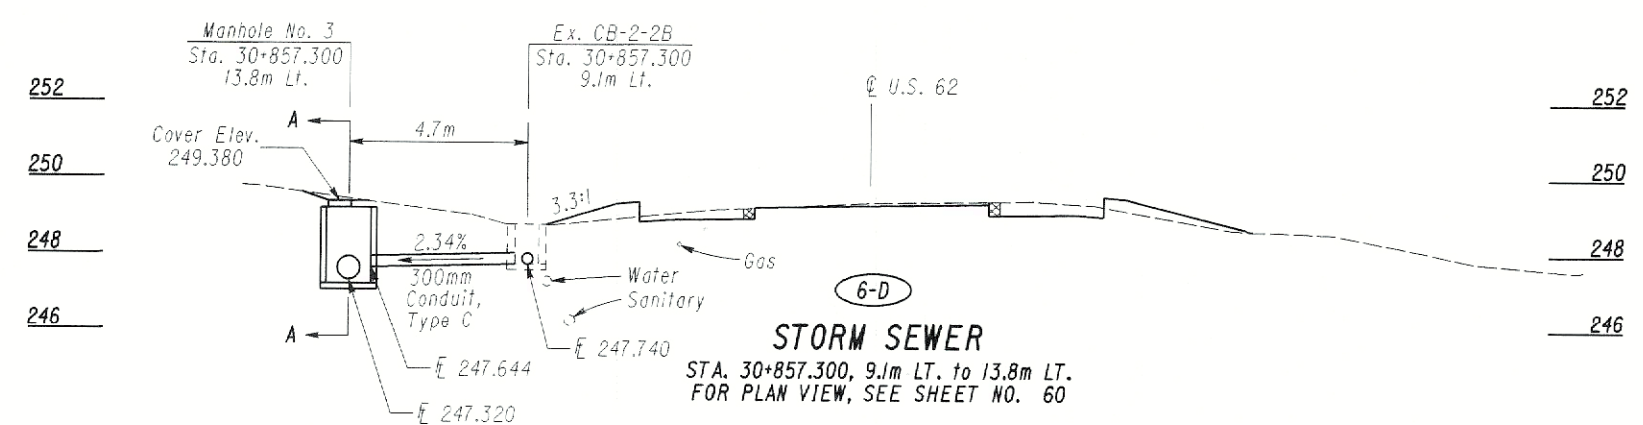 Manhole No. 3
Sta. 30+857.300
13.8m Lt.
Ex. CB-2-2B
Sta. 30+857.300
9.1m Lt.
℄ U.S. 62
252
252
A
4.7m
Cover Elev.
249.380
250
250
3.3:1
248
248
2.34%
300mm
Conduit,
Type C
Gas
Water
Sanitary
6-D
246
246
A
STORM SEWER
STA. 30+857.300, 9.1m LT. to 13.8m LT.
FOR PLAN VIEW, SEE SHEET NO. 60
247.740
247.644
247.320